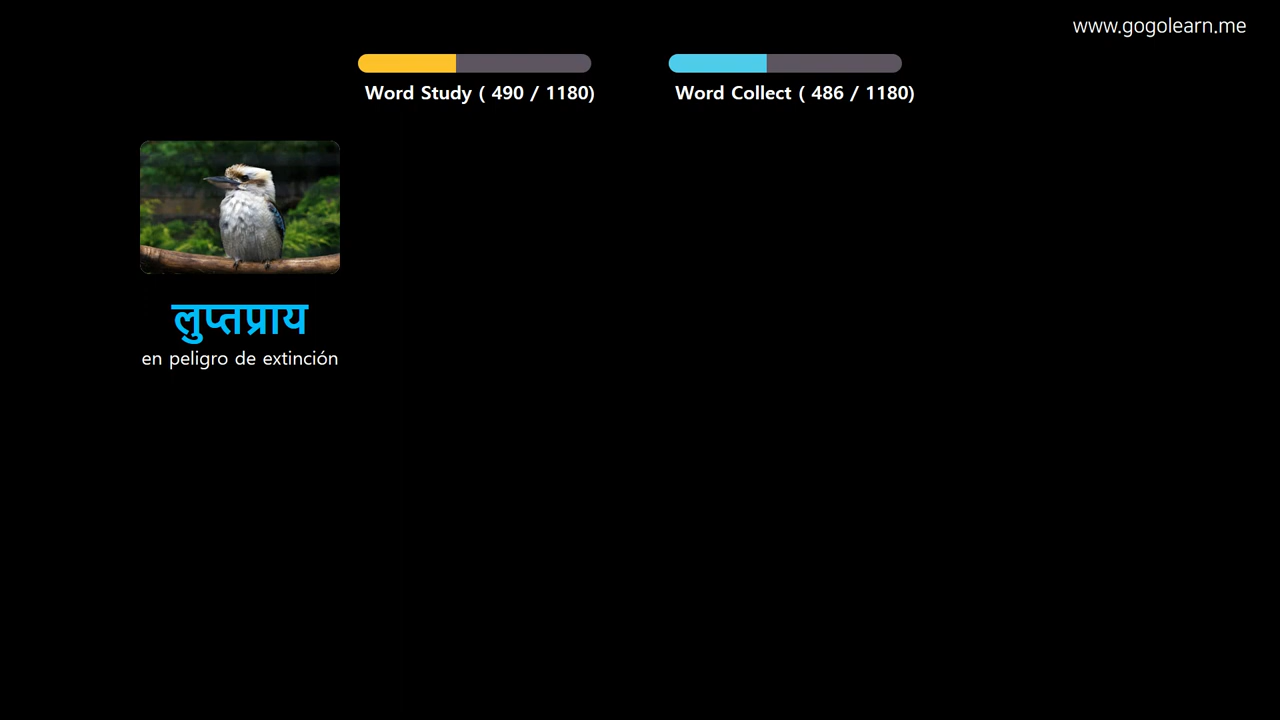 www.gogolearn.me
Word Study ( 490 / 1180)
Word Collect ( 486 / 1180)
लुप्तप्राय
en peligro de extinción